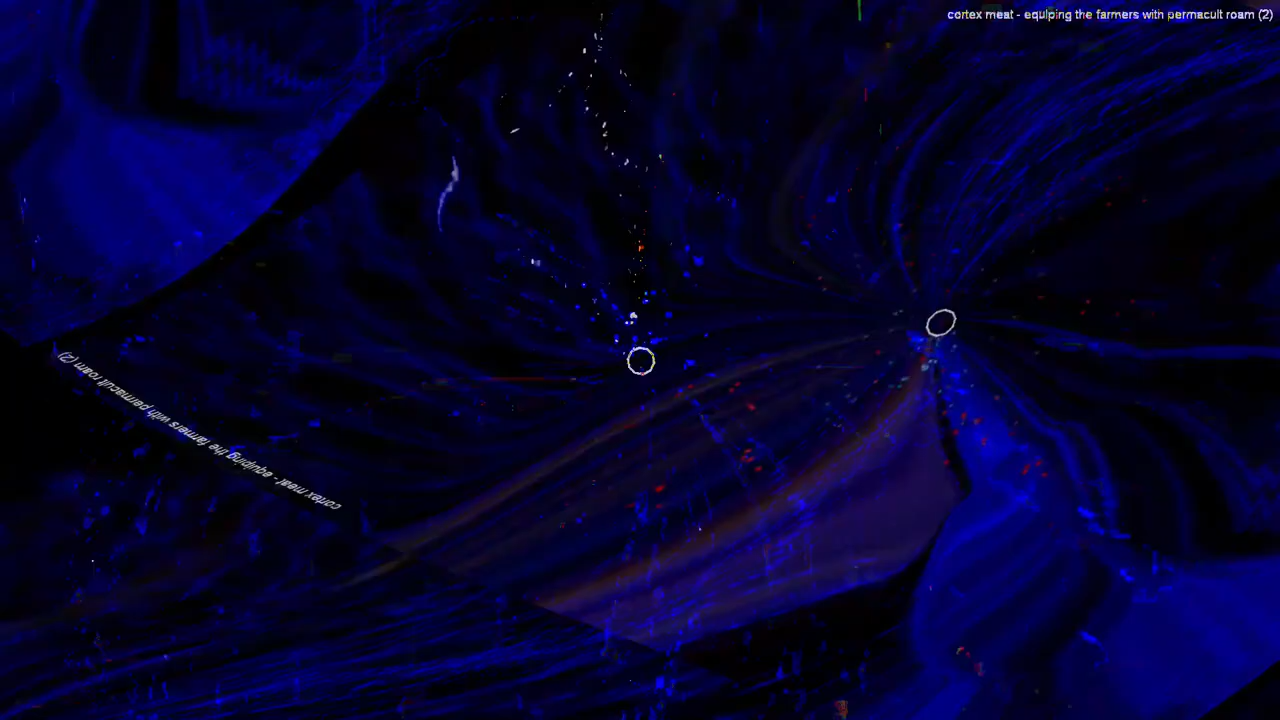 cortex meat - equiping the farmers with permacult roam (2)
cortex meat - equiping the farmers with permacult roam (2)